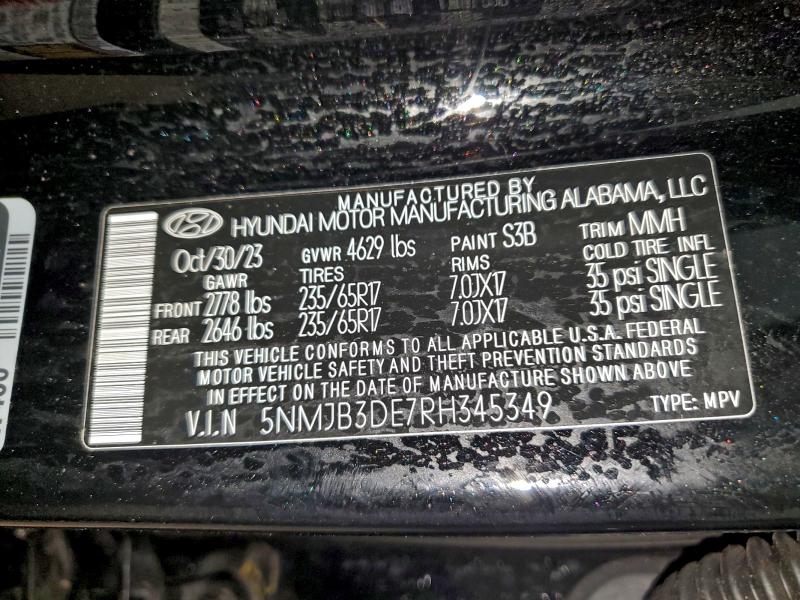 MANUFACTURED BY
HYUNDAI MOTOR MANUFACTURING ALABAMA, LLC
Oct/30/23 GVWR 4629 lbs PAINT S3B TRIM MMH
GAWR TIRES RIMS COLD TIRE INFL
FRONT 2778 lbs 235/65R17 7.0JX17 35 psi SINGLE
REAR 2646 lbs 235/65R17 7.0JX17 35 psi SINGLE
THIS VEHICLE CONFORMS TO ALL APPLICABLE U.S.A. FEDERAL
MOTOR VEHICLE SAFETY AND THEFT PREVENTION STANDARDS
IN EFFECT ON THE DATE OF MANUFACTURE SHOWN ABOVE.
V.I.N 5NMJB3DE7RH345349 TYPE: MPV